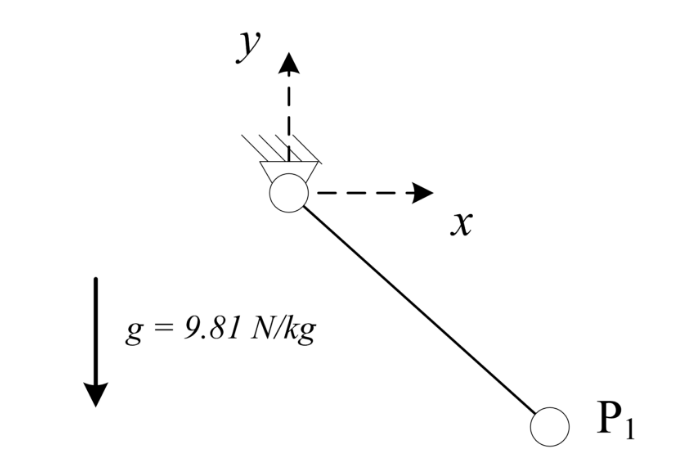 y
x
g = 9.81 N/kg
P₁